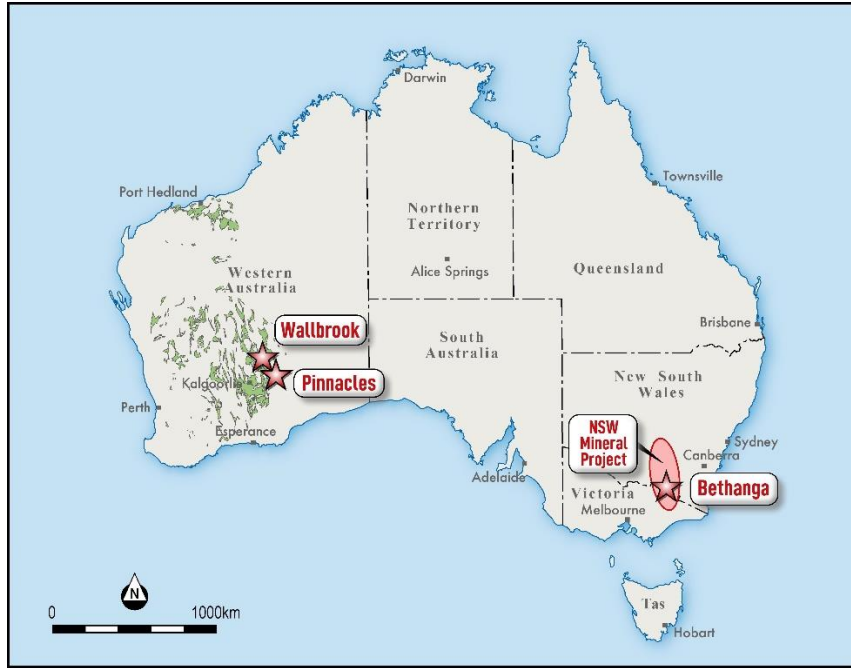 Darwin
Port Hedland
Townsville
Northern
Territory
Alice Springs
Queensland
Western
Australia
Wallbrook
Brisbane
South
Australia
Kalgoorlie
Pinnacles
New South
Wales
Perth
Esperance
NSW
Mineral
Project
Sydney
Canberra
Adelaide
Bethanga
Victoria
Melbourne
Tas
Hobart
N
0
1000km